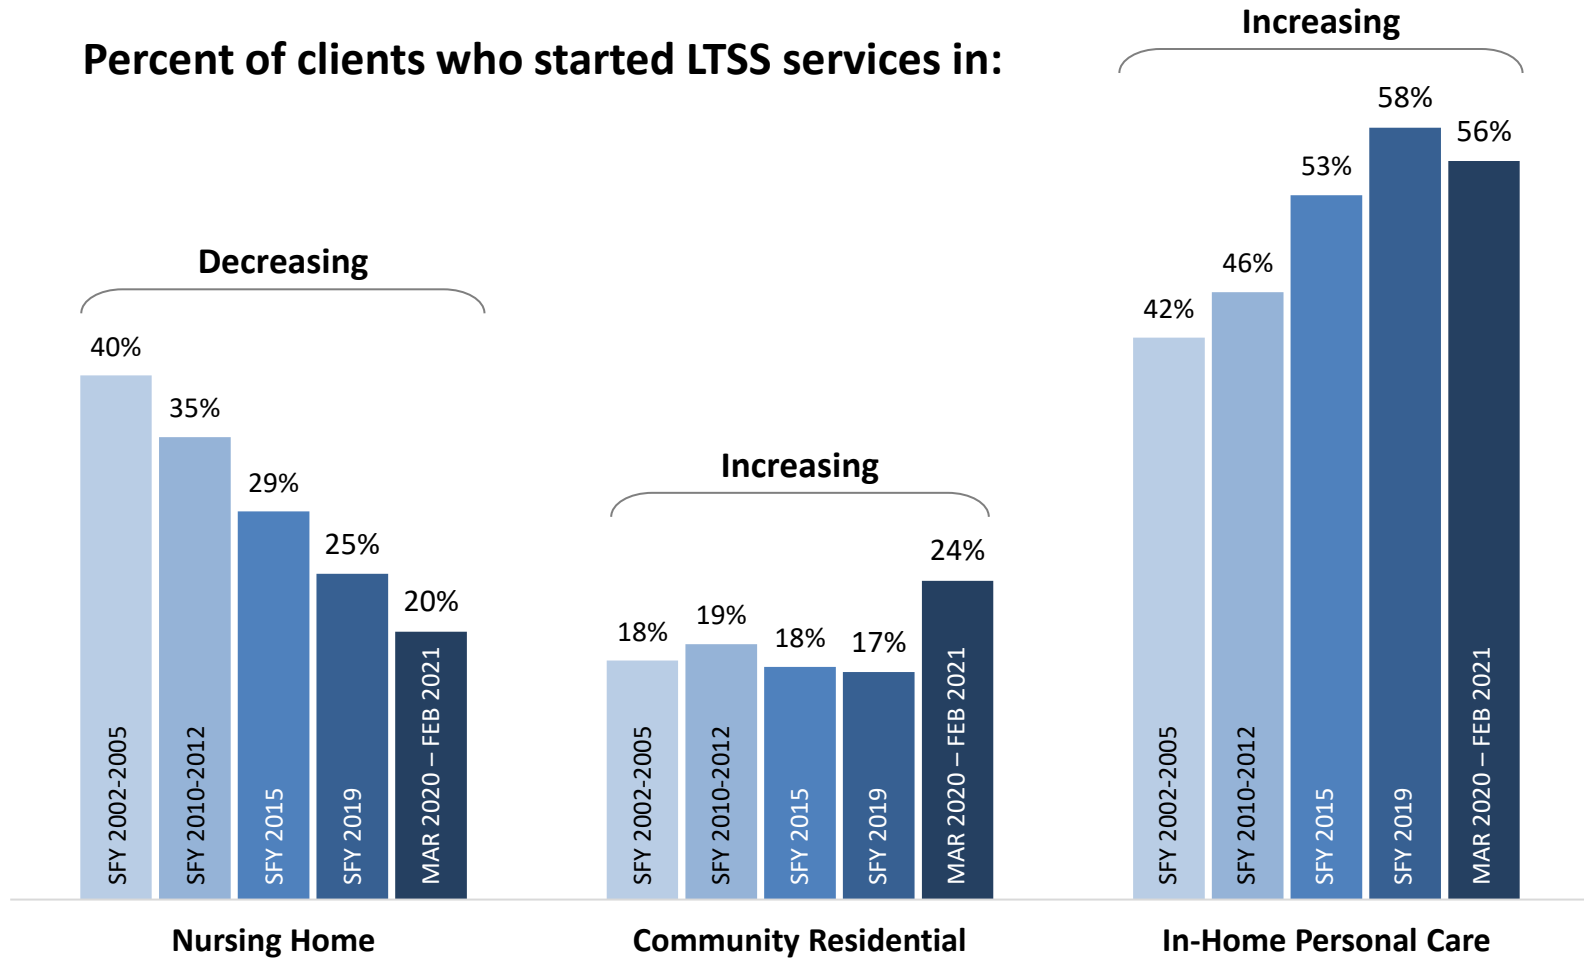 Percent of clients who started LTSS services in:
Decreasing
40%
35%
29%
25%
20%
SFY 2002-2005
SFY 2010-2012
SFY 2015
SFY 2019
MAR 2020 – FEB 2021
Nursing Home
Increasing
18%
19%
18%
17%
24%
SFY 2002-2005
SFY 2010-2012
SFY 2015
SFY 2019
MAR 2020 – FEB 2021
Community Residential
Increasing
42%
46%
53%
58%
56%
SFY 2002-2005
SFY 2010-2012
SFY 2015
SFY 2019
MAR 2020 – FEB 2021
In-Home Personal Care